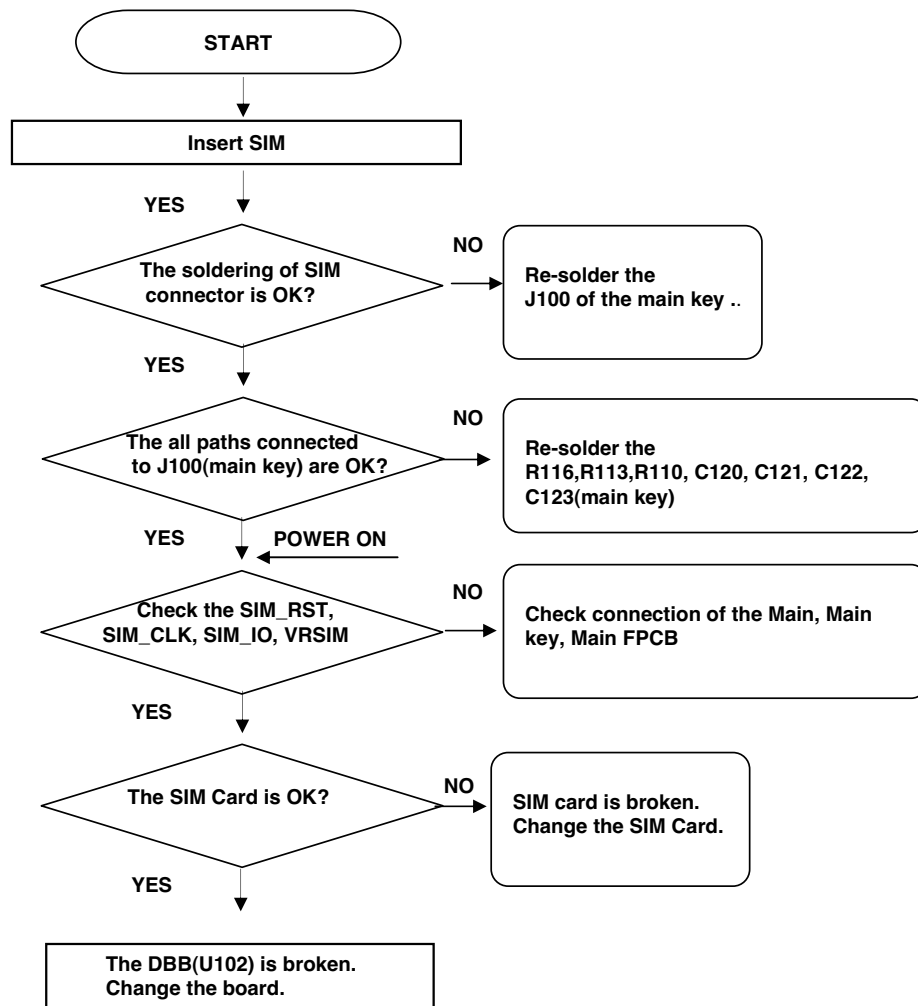 START
Insert SIM
YES
The soldering of SIM
connector is OK?
NO
Re-solder the
J100 of the main key ..
YES
The all paths connected
to J100(main key) are OK?
NO
Re-solder the
R116,R113,R110, C120, C121, C122,
C123(main key)
YES
POWER ON
Check the SIM_RST,
SIM_CLK, SIM_IO, VRSIM
NO
Check connection of the Main, Main
key, Main FPCB
YES
The SIM Card is OK?
NO
SIM card is broken.
Change the SIM Card.
YES
The DBB(U102) is broken.
Change the board.